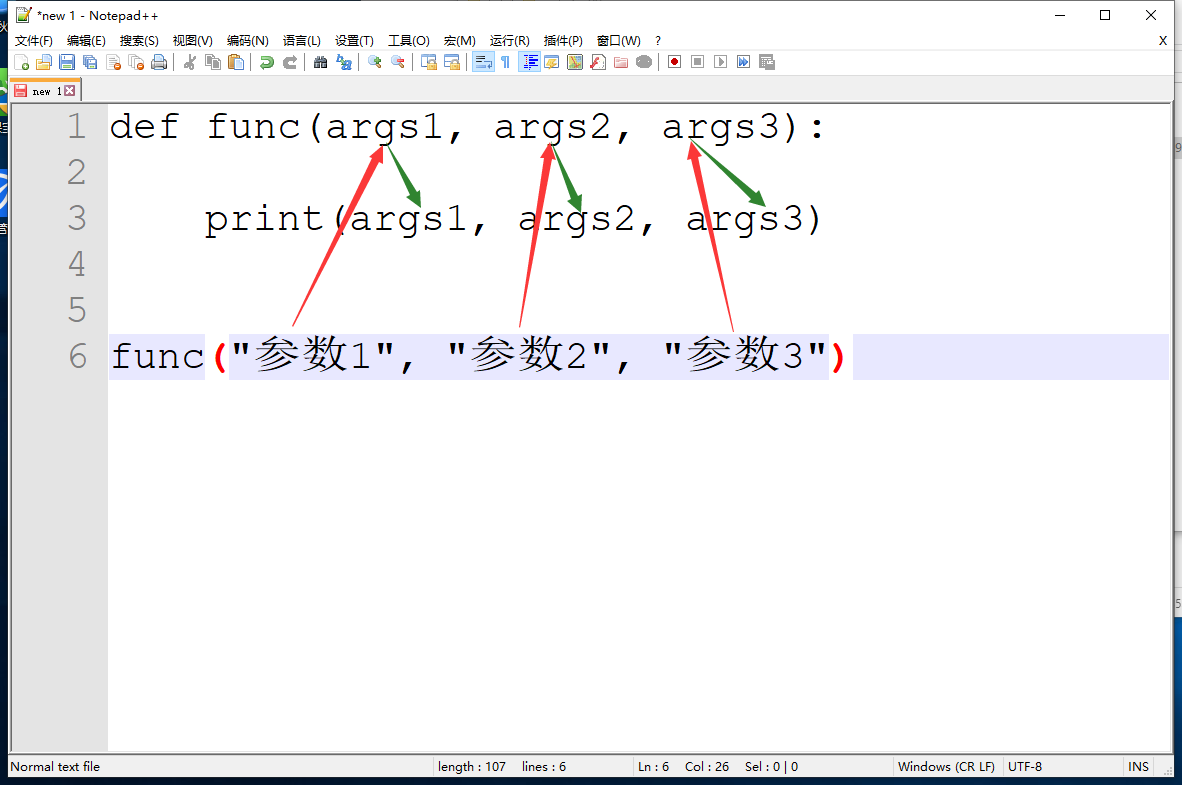 *new 1 - Notepad++
文件(F) 编辑(E) 搜索(S) 视图(V) 编码(N) 语言(L) 设置(T) 工具(O) 宏(M) 运行(R) 插件(P) 窗口(W) ? X
new 1
1 def func(args1, args2, args3):
2
3 print(args1, args2, args3)
4
5
6 func("参数1", "参数2", "参数3")
Normal text file length : 107 lines : 6 Ln : 6 Col : 26 Sel : 0 | 0 Windows (CR LF) UTF-8 INS